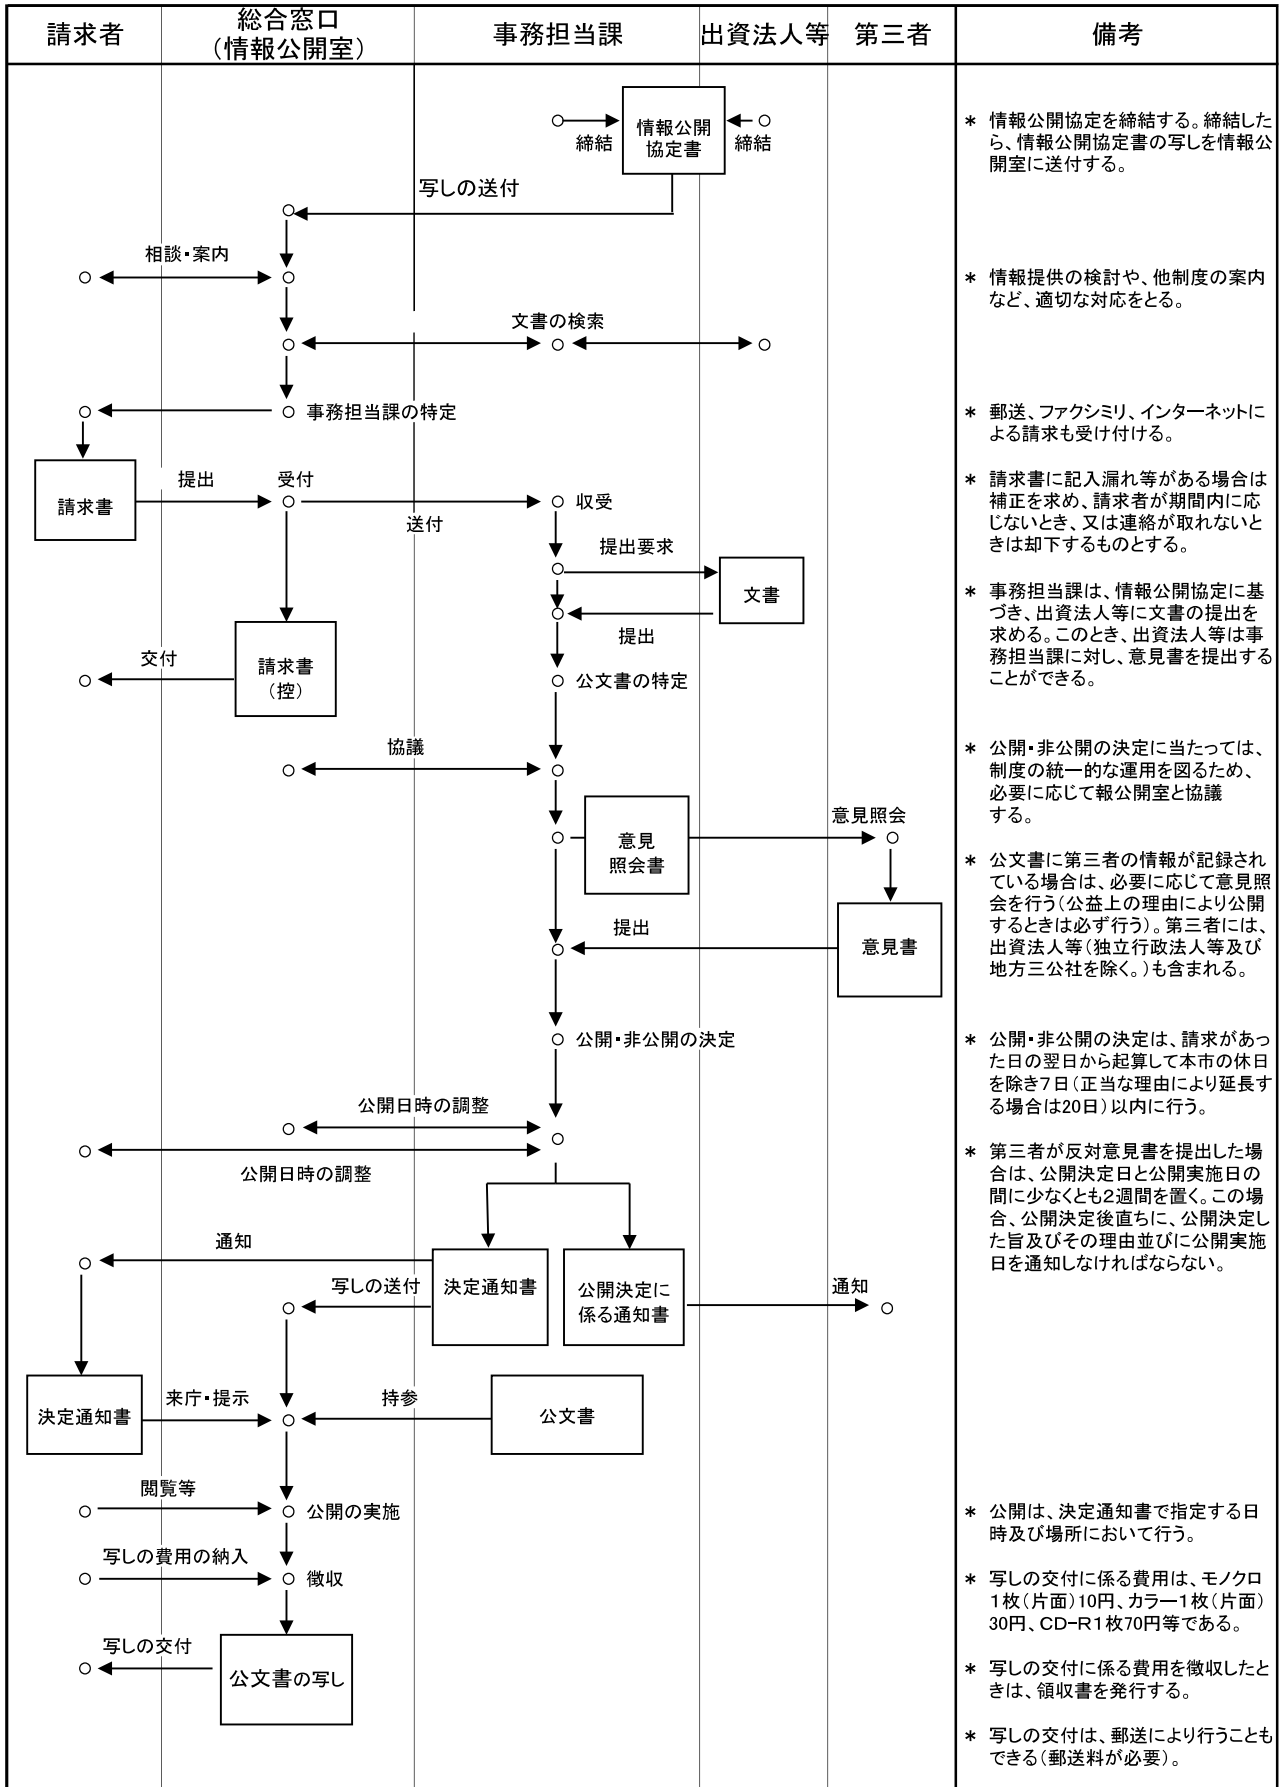 請求者
総合窓口
(情報公開室)
事務担当課
出資法人等
第三者
備考
情報公開
協定書
締結
締結
* 情報公開協定を締結する。締結した
ら、情報公開協定書の写しを情報公
開室に送付する。
写しの送付
相談・案内
* 情報提供の検討や、他制度の案内
など、適切な対応をとる。
文書の検索
事務担当課の特定
* 郵送、ファクシミリ、インターネットに
よる請求も受け付ける。
請求書
提出
受付
送付
収受
* 請求書に記入漏れ等がある場合は
補正を求め、請求者が期間内に応
じないとき、又は連絡が取れないと
きは却下するものとする。
提出要求
文書
提出
* 事務担当課は、情報公開協定に基
づき、出資法人等に文書の提出を
求める。このとき、出資法人等は事
務担当課に対し、意見書を提出する
ことができる。
交付
請求書
(控)
公文書の特定
協議
* 公開・非公開の決定に当たっては、
制度の統一的な運用を図るため、
必要に応じて報公開室と協議
する。
意見
照会書
意見照会
* 公文書に第三者の情報が記録され
ている場合は、必要に応じて意見照
会を行う(公益上の理由により公開
するときは必ず行う)。第三者には、
出資法人等(独立行政法人等及び
地方三公社を除く。)も含まれる。
提出
意見書
公開・非公開の決定
* 公開・非公開の決定は、請求があっ
た日の翌日から起算して本市の休日
を除き7日(正当な理由により延長す
る場合は20日)以内に行う。
公開日時の調整
公開日時の調整
* 第三者が反対意見書を提出した場
合は、公開決定日と公開実施日の
間に少なくとも2週間を置く。この場
合、公開決定後直ちに、公開決定し
た旨及びその理由並びに公開実施
日を通知しなければならない。
通知
写しの送付
決定通知書
公開決定に
係る通知書
通知
決定通知書
来庁・提示
持参
公文書
閲覧等
公開の実施
* 公開は、決定通知書で指定する日
時及び場所において行う。
写しの費用の納入
徴収
* 写しの交付に係る費用は、モノクロ
1枚(片面)10円、カラー1枚(片面)
30円、CD-R1枚70円等である。
写しの交付
公文書の写し
* 写しの交付に係る費用を徴収したと
きは、領収書を発行する。
* 写しの交付は、郵送により行うことも
できる(郵送料が必要)。